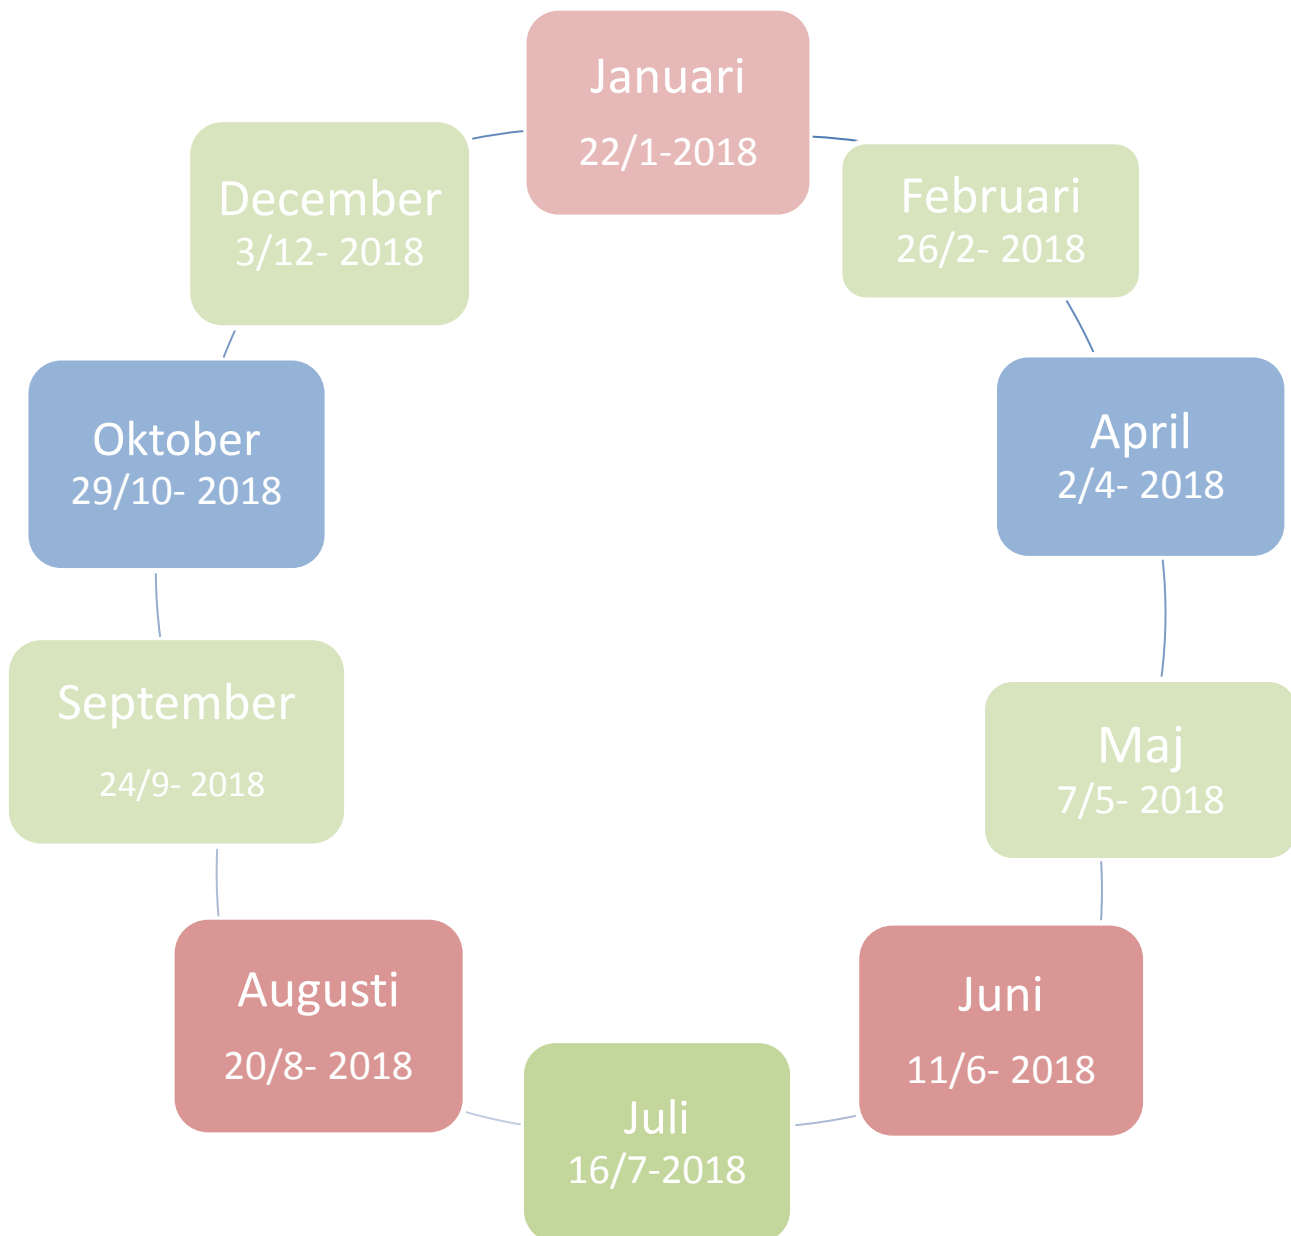 Januari
22/1-2018
Februari
26/2- 2018
April
2/4- 2018
Maj
7/5- 2018
Juni
11/6- 2018
Juli
16/7-2018
Augusti
20/8- 2018
September
24/9- 2018
Oktober
29/10- 2018
December
3/12- 2018